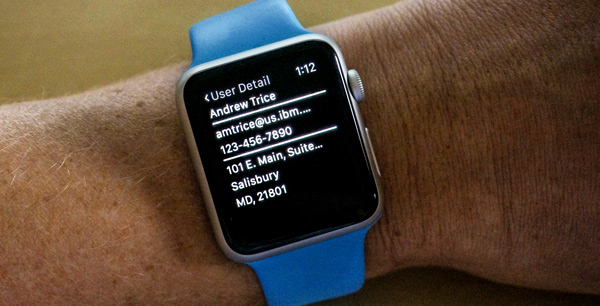 ‹User Detail 1:12
Andrew Trice
amtrice@us.ibm....
123-456-7890
101 E. Main, Suite...
Salisbury
MD, 21801